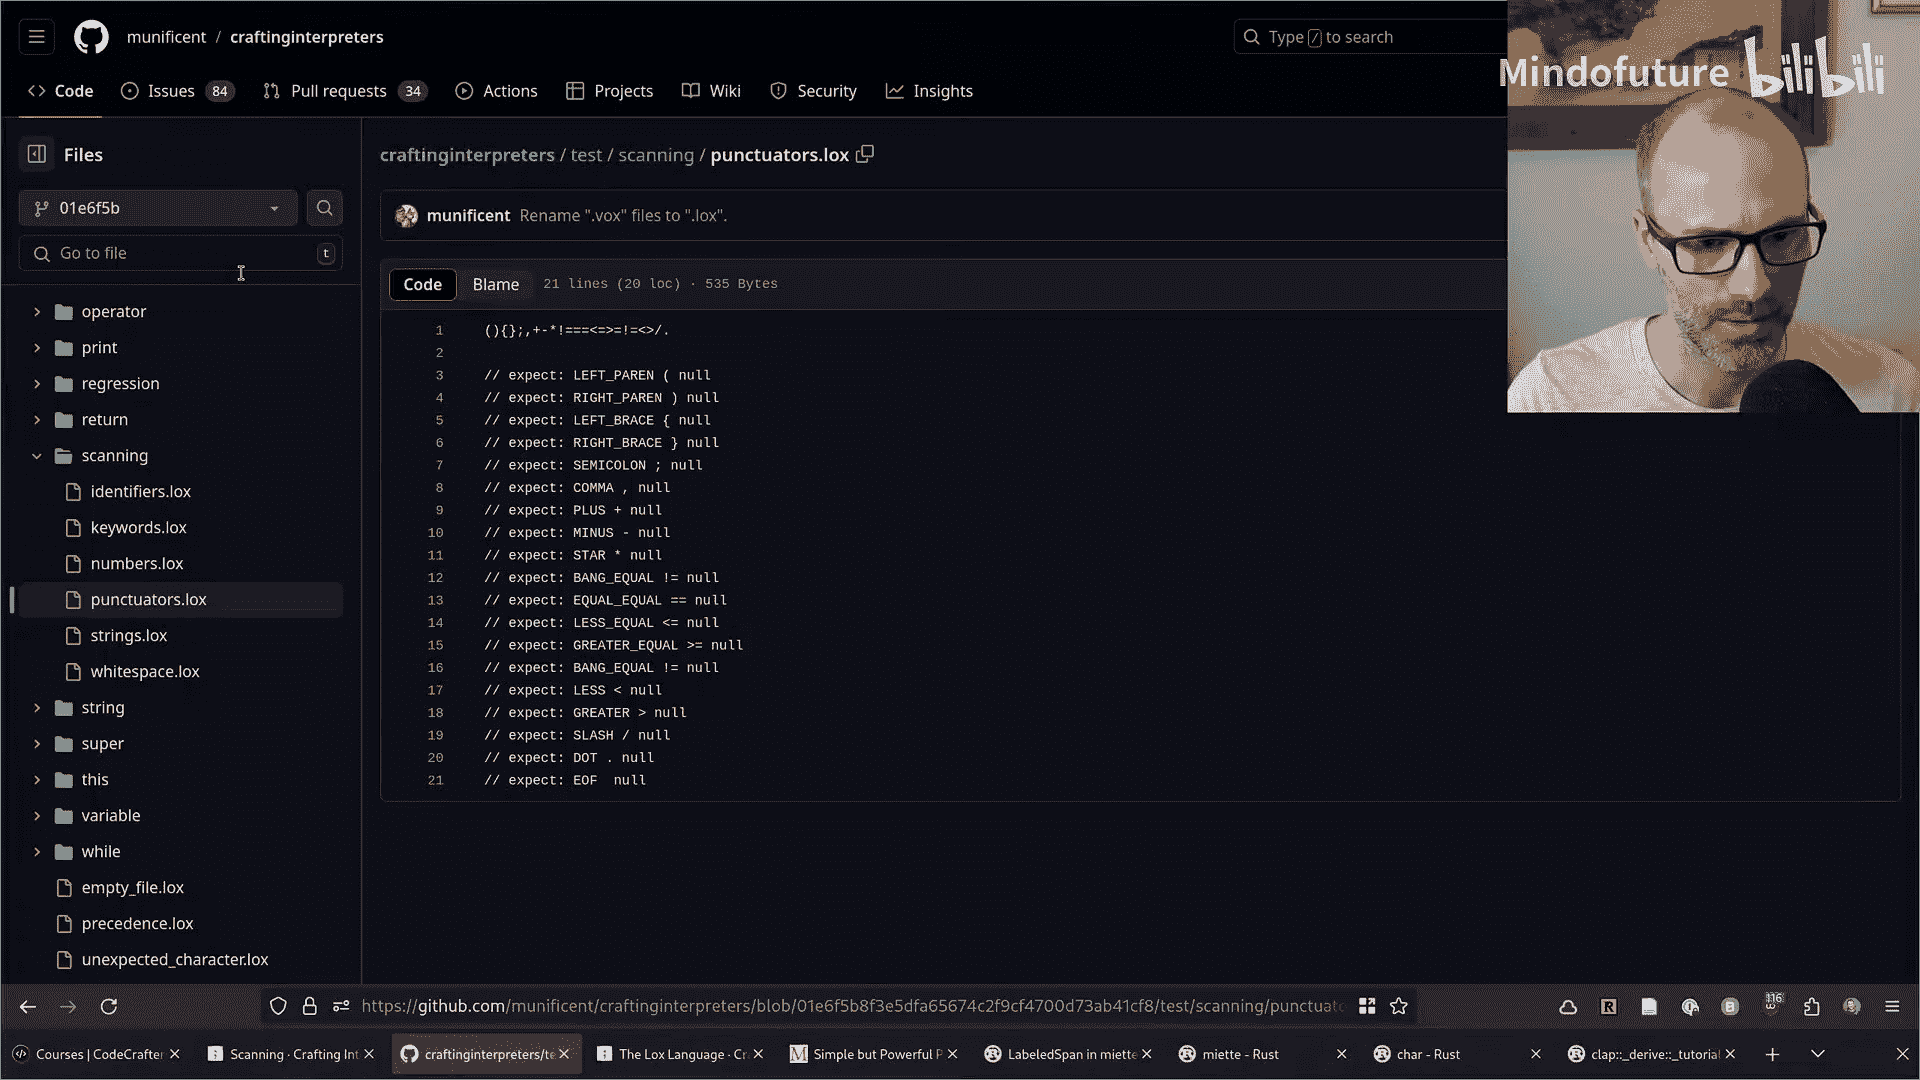 munificent / craftinginterpreters
Type / to search
Mindofuture bilibili
Code
Issues 84
Pull requests 34
Actions
Projects
Wiki
Security
Insights
Files
craftinginterpreters / test / scanning / punctuators.lox
01e6f5b
munificent Rename ".vox" files to ".lox".
Go to file t
Code Blame 21 lines (20 loc) · 535 Bytes
operator
print
regression
return
scanning
identifiers.lox
keywords.lox
numbers.lox
punctuators.lox
strings.lox
whitespace.lox
string
super
this
variable
while
empty_file.lox
precedence.lox
unexpected_character.lox
1 (){};,+-*!===<=>=!=<>/.
2
3 // expect: LEFT_PAREN ( null
4 // expect: RIGHT_PAREN ) null
5 // expect: LEFT_BRACE { null
6 // expect: RIGHT_BRACE } null
7 // expect: SEMICOLON ; null
8 // expect: COMMA , null
9 // expect: PLUS + null
10 // expect: MINUS - null
11 // expect: STAR * null
12 // expect: BANG_EQUAL != null
13 // expect: EQUAL_EQUAL == null
14 // expect: LESS_EQUAL <= null
15 // expect: GREATER_EQUAL >= null
16 // expect: BANG_EQUAL != null
17 // expect: LESS < null
18 // expect: GREATER > null
19 // expect: SLASH / null
20 // expect: DOT . null
21 // expect: EOF  null
https://github.com/munificent/craftinginterpreters/blob/01e6f5b8f3e5dfa65674c2f9cf4700d73ab41cf8/test/scanning/punctuato
116
Courses | CodeCrafter
Scanning · Crafting Int
craftinginterpreters/te
The Lox Language · Cr
Simple but Powerful P
LabeledSpan in miette
miette - Rust
char - Rust
clap::_derive::_tutorial